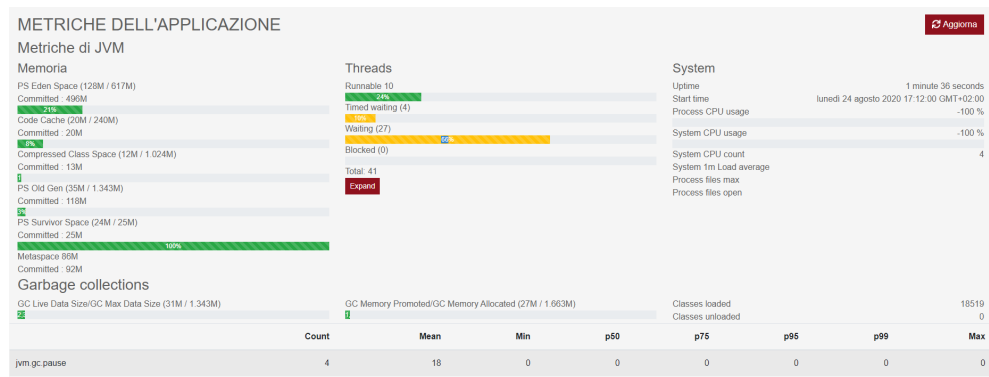 METRICHE DELL'APPLICAZIONE
Aggiorna
Metriche di JVM
Memoria
PS Eden Space (128M / 617M)
Committed : 496M
21%
Code Cache (20M / 240M)
Committed : 20M
8%
Compressed Class Space (12M / 1.024M)
Committed : 13M
1
PS Old Gen (35M / 1.343M)
Committed : 118M
3%
PS Survivor Space (24M / 25M)
Committed : 25M
100%
Metaspace 86M
Committed : 92M
Threads
Runnable 10
24%
Timed waiting (4)
10%
Waiting (27)
66%
Blocked (0)
Total: 41
Expand
System
Uptime 1 minute 36 seconds
Start time lunedì 24 agosto 2020 17:12:00 GMT+02:00
Process CPU usage -100 %
System CPU usage -100 %
System CPU count 4
System 1m Load average
Process files max
Process files open
Garbage collections
GC Live Data Size/GC Max Data Size (31M / 1.343M)
GC Memory Promoted/GC Memory Allocated (27M / 1.663M)
Classes loaded 18519
Classes unloaded 0
Count Mean Min p50 p75 p95 p99 Max
jvm.gc.pause 4 18 0 0 0 0 0 0